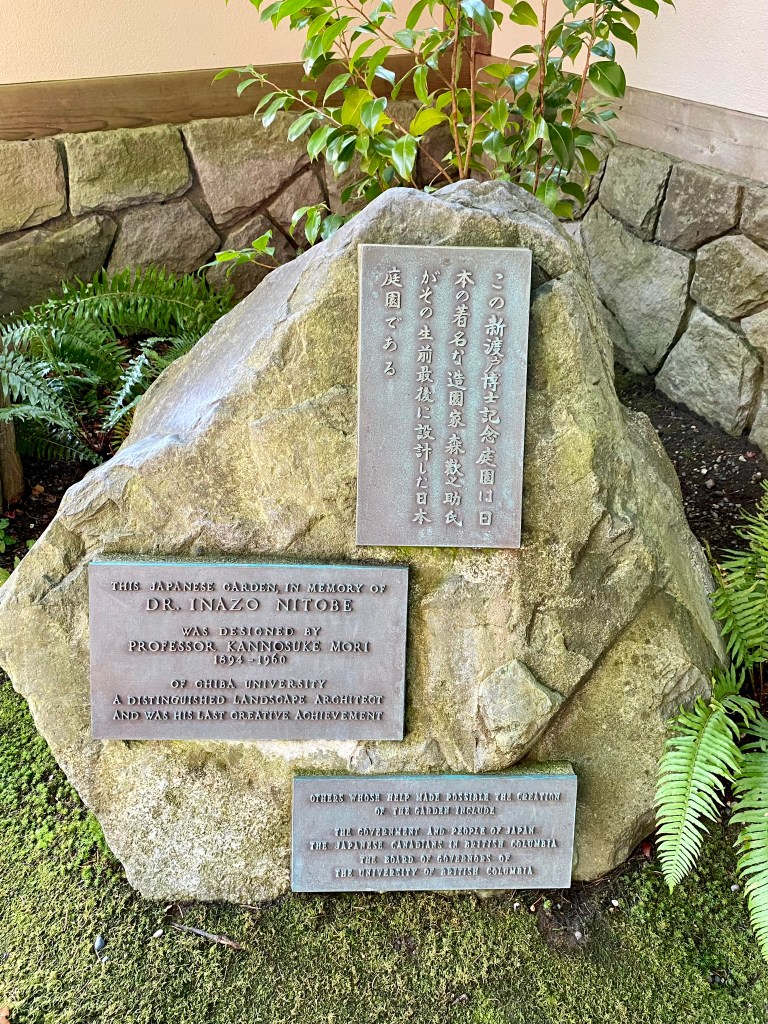 この新渡戸博士記念庭園は日
本の著名な造園家森歓之助氏
がその生前最後に設計した日本
庭園である
THIS JAPANESE GARDEN, IN MEMORY OF
DR. INAZO NITOBE
WAS DESIGNED BY
PROFESSOR KANNOSUKE MORI
1894-1960
OF CHIBA UNIVERSITY
A DISTINGUISHED LANDSCAPE ARCHITECT
AND WAS HIS LAST CREATIVE ACHIEVEMENT
OTHERS WHOSE HELP MADE POSSIBLE THE CREATION
OF THE GARDEN INCLUDE
THE GOVERNMENT AND PEOPLE OF JAPAN
THE JAPANESE CANADIANS IN BRITISH COLUMBIA
THE BOARD OF GOVERNORS OF
THE UNIVERSITY OF BRITISH COLUMBIA